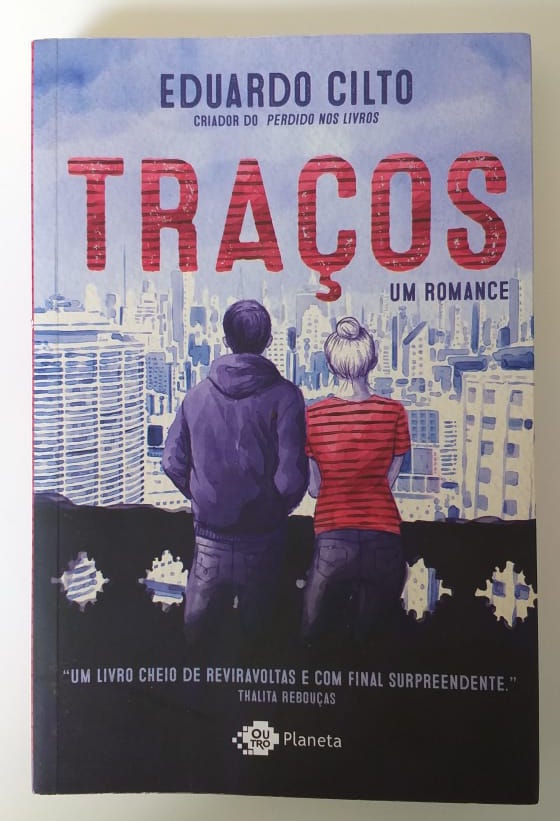 EDUARDO CILTO
CRIADOR DO PERDIDO NOS LIVROS
TRAÇOS
UM ROMANCE
“UM LIVRO CHEIO DE REVIRAVOLTAS E COM FINAL SURPREENDENTE.”
THALITA REBOUÇAS
OU
TRO Planeta